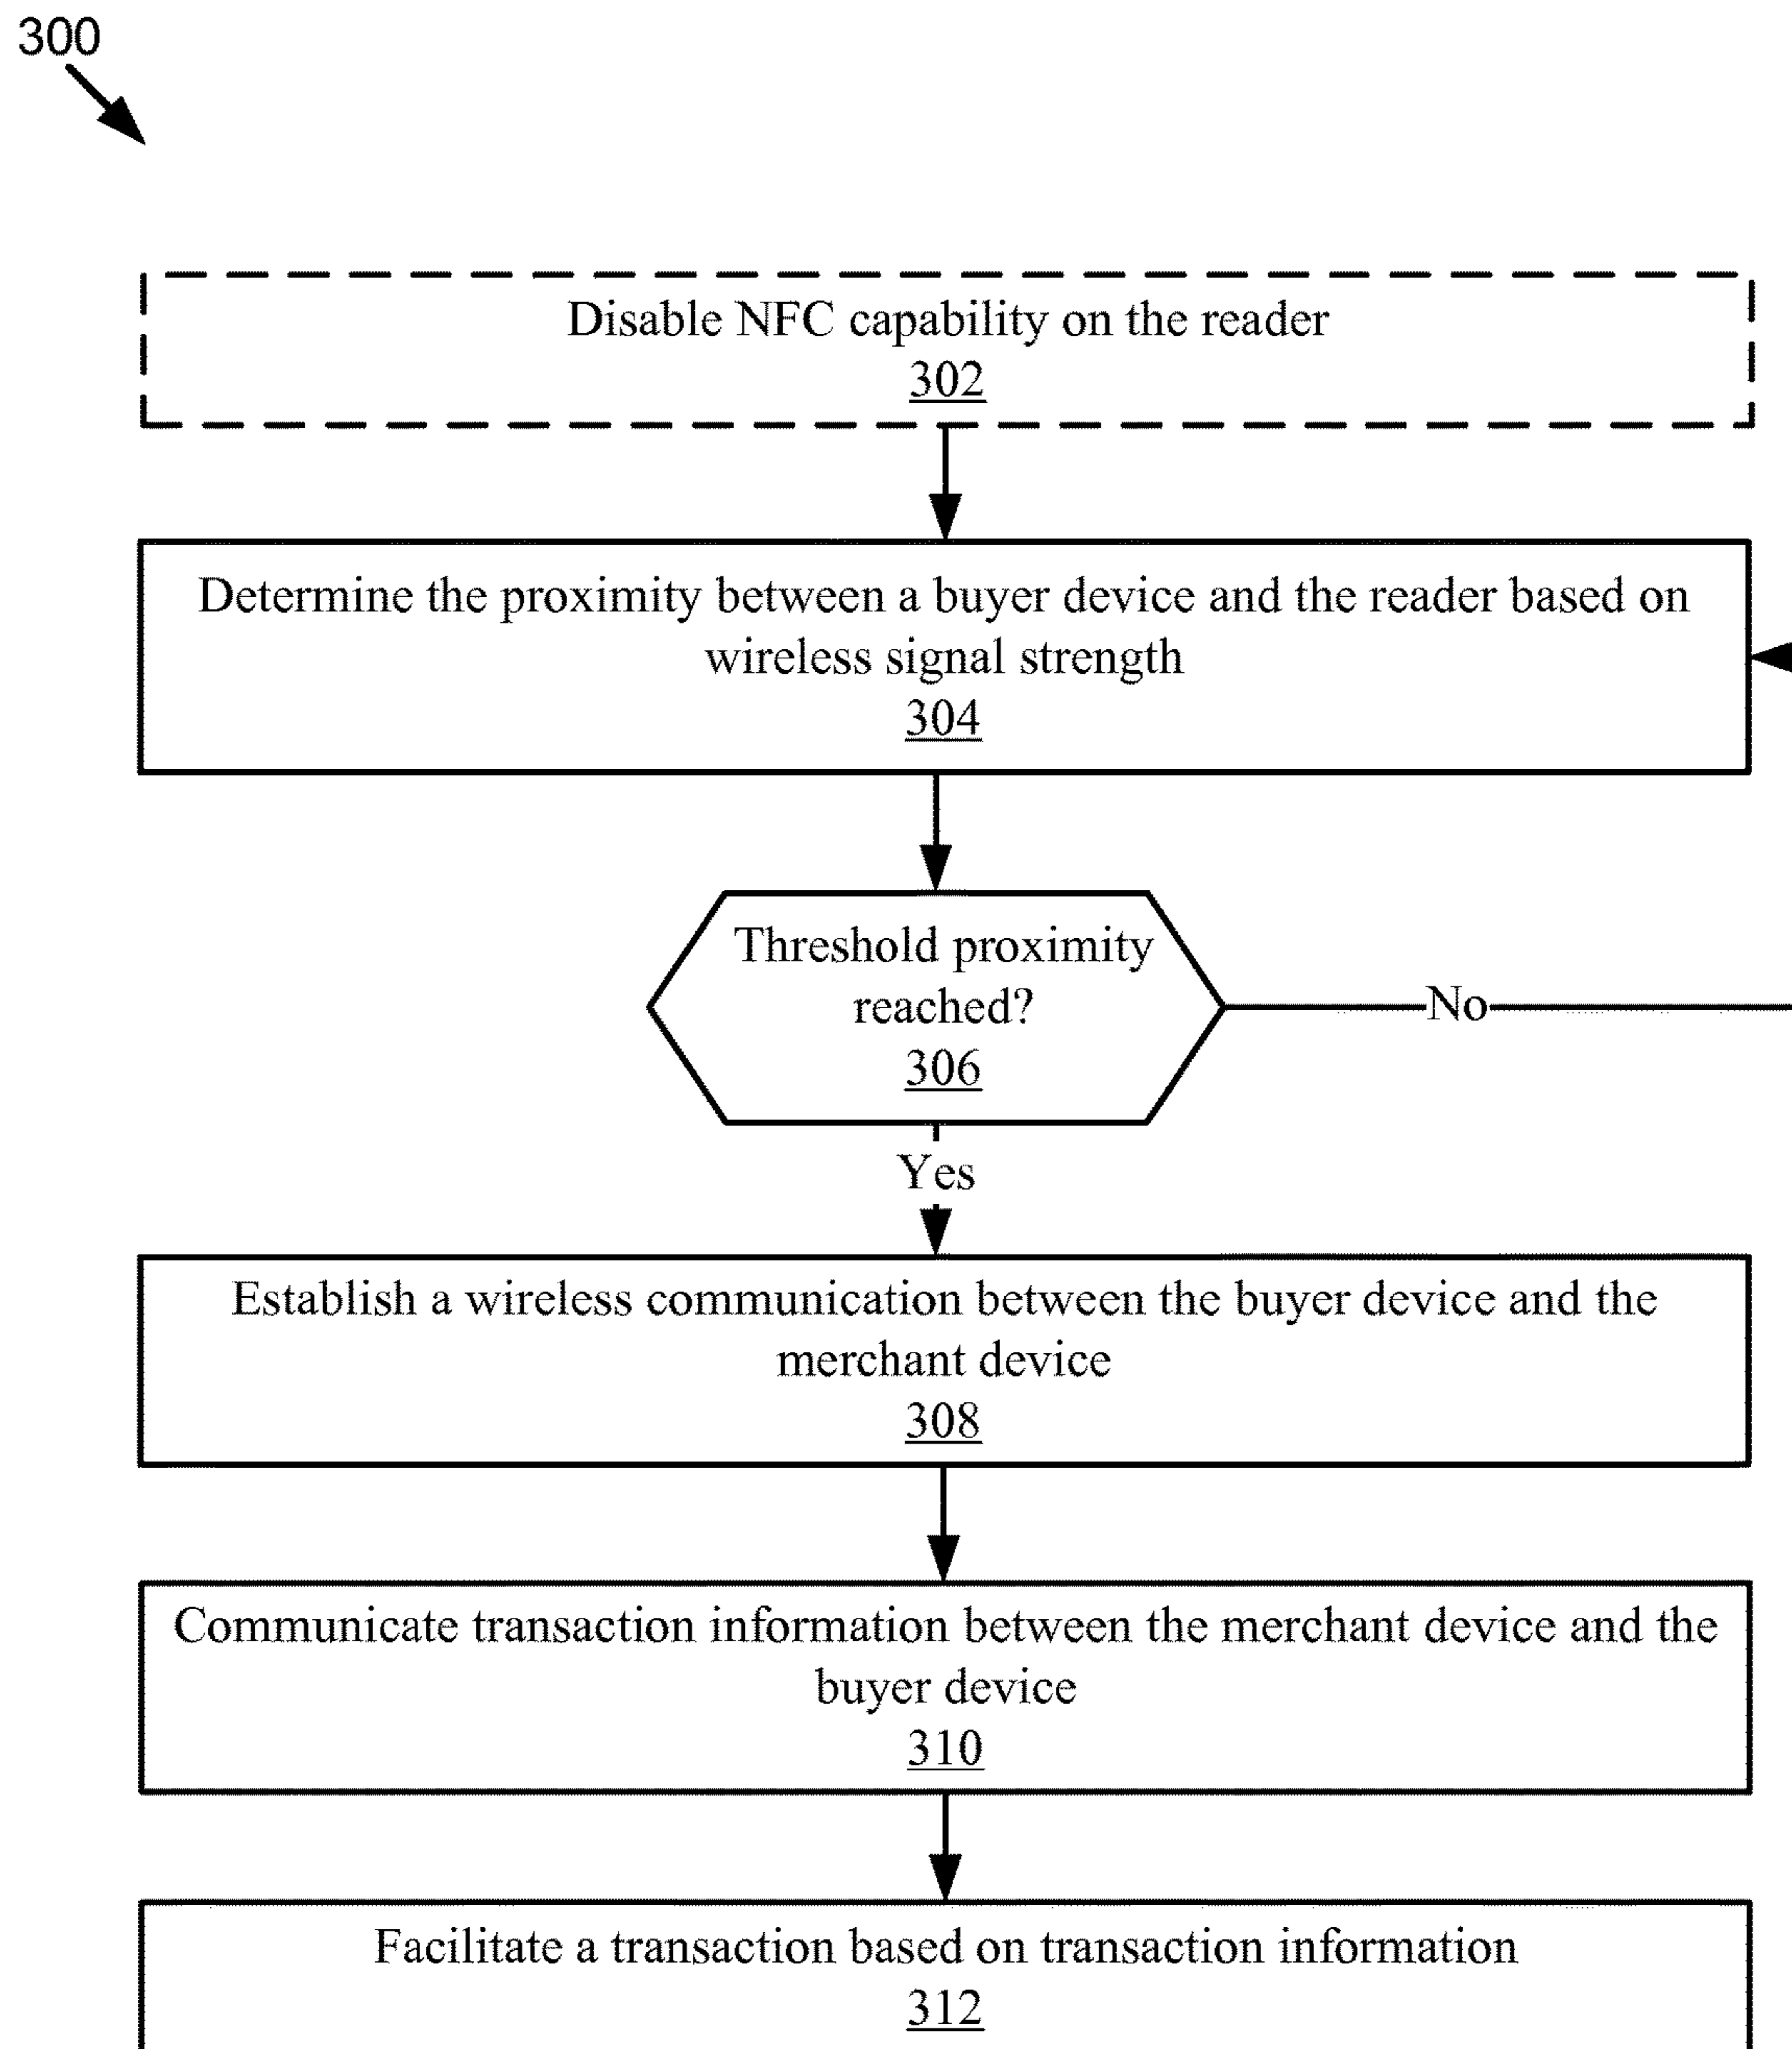 300
Disable NFC capability on the reader
302
Determine the proximity between a buyer device and the reader based on
wireless signal strength
304
Threshold proximity
reached?
306
No
Yes
Establish a wireless communication between the buyer device and the
merchant device
308
Communicate transaction information between the merchant device and the
buyer device
310
Facilitate a transaction based on transaction information
312